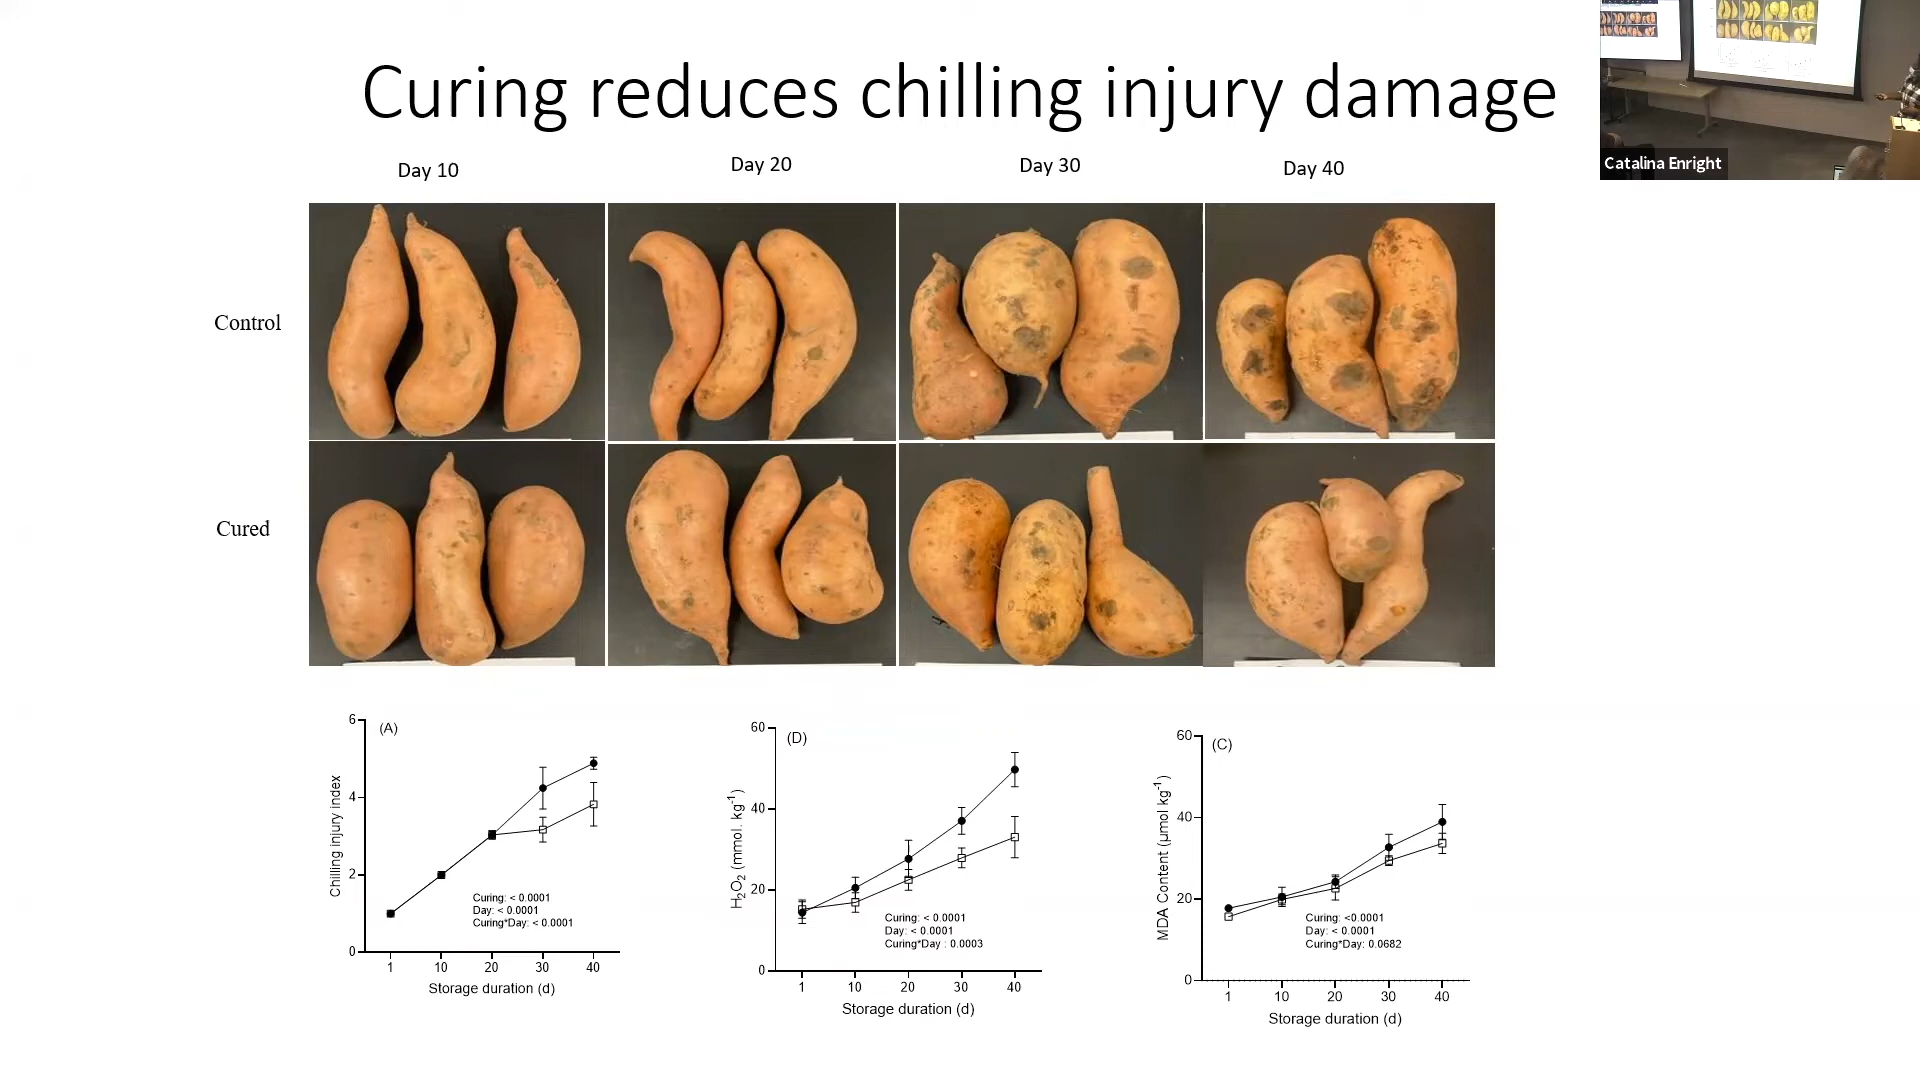 Curing reduces chilling injury damage
Catalina Enright
Day 10
Day 20
Day 30
Day 40
Control
Cured
(A)
Chilling injury index
6
4
2
0
Curing: < 0.0001
Day: < 0.0001
Curing*Day: < 0.0001
1 10 20 30 40
Storage duration (d)
(D)
H₂O₂ (mmol. kg⁻¹)
60
40
20
0
Curing: < 0.0001
Day: < 0.0001
Curing*Day : 0.0003
1 10 20 30 40
Storage duration (d)
(C)
MDA Content (µmol kg⁻¹)
60
40
20
0
Curing: <0.0001
Day: < 0.0001
Curing*Day: 0.0682
1 10 20 30 40
Storage duration (d)